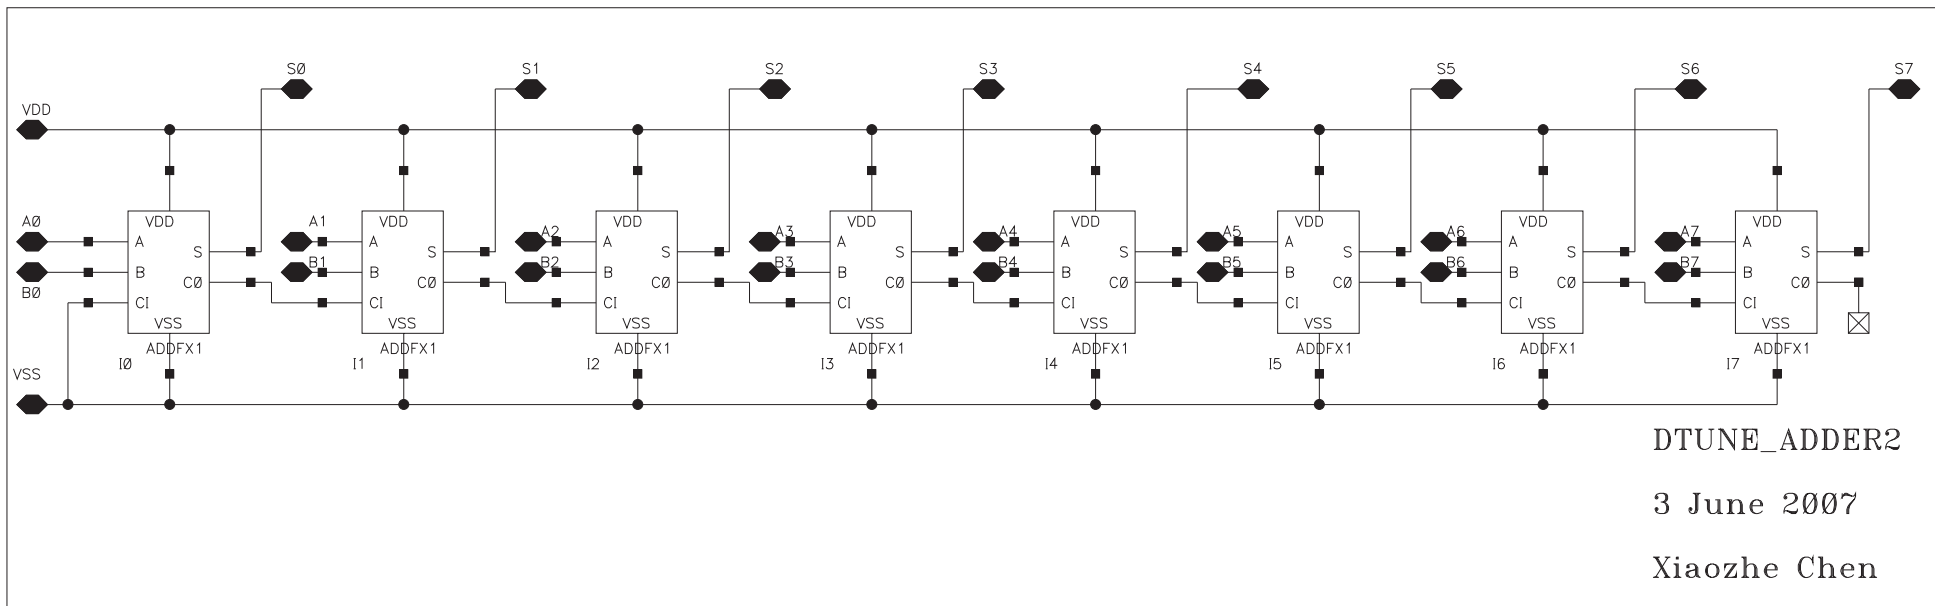 S0 S1 S2 S3 S4 S5 S6 S7
VDD
A0 A1 A2 A3 A4 A5 A6 A7
VDD VDD VDD VDD VDD VDD VDD VDD
A A A A A A A A
S S S S S S S S
B0 B1 B2 B3 B4 B5 B6 B7
B B B B B B B B
C0 C0 C0 C0 C0 C0 C0 C0
CI CI CI CI CI CI CI CI
VSS VSS VSS VSS VSS VSS VSS VSS
ADDFX1 ADDFX1 ADDFX1 ADDFX1 ADDFX1 ADDFX1 ADDFX1 ADDFX1
I0 I1 I2 I3 I4 I5 I6 I7
VSS
DTUNE_ADDER2
3 June 2007
Xiaozhe Chen